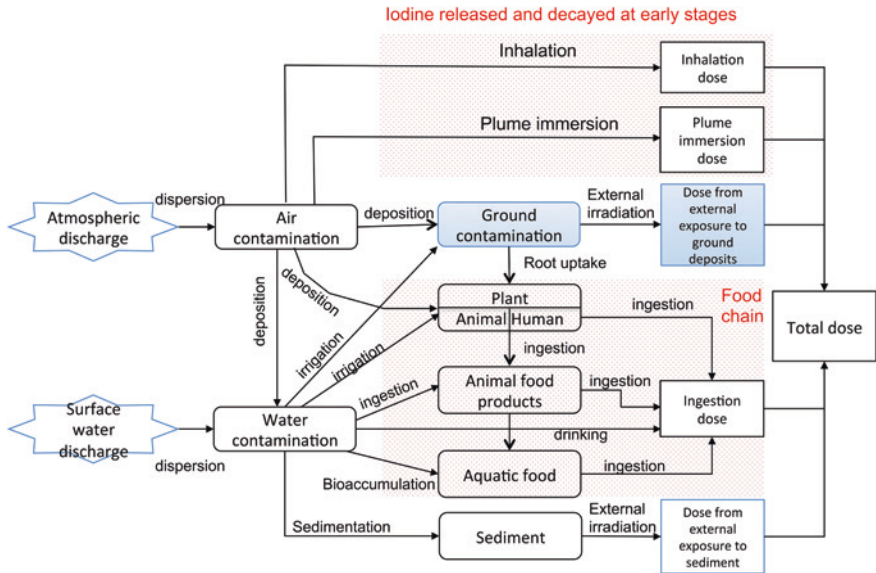 Iodine released and decayed at early stages
Inhalation
Inhalation
dose
Plume immersion
Plume
immersion
dose
dispersion
Atmospheric
discharge
Air
contamination
deposition
Ground
contamination
External
irradiation
Dose from
external
exposure to
ground
deposits
Root uptake
deposition
deposition
Plant
Animal Human
ingestion
Food
chain
Total dose
irrigation
irrigation
ingestion
ingestion
Animal food
products
ingestion
Ingestion
dose
Surface
water
discharge
dispersion
Water
contamination
drinking
Bioaccumulation
Aquatic food
ingestion
Sedimentation
Sediment
External
irradiation
Dose from
external
exposure to
sediment